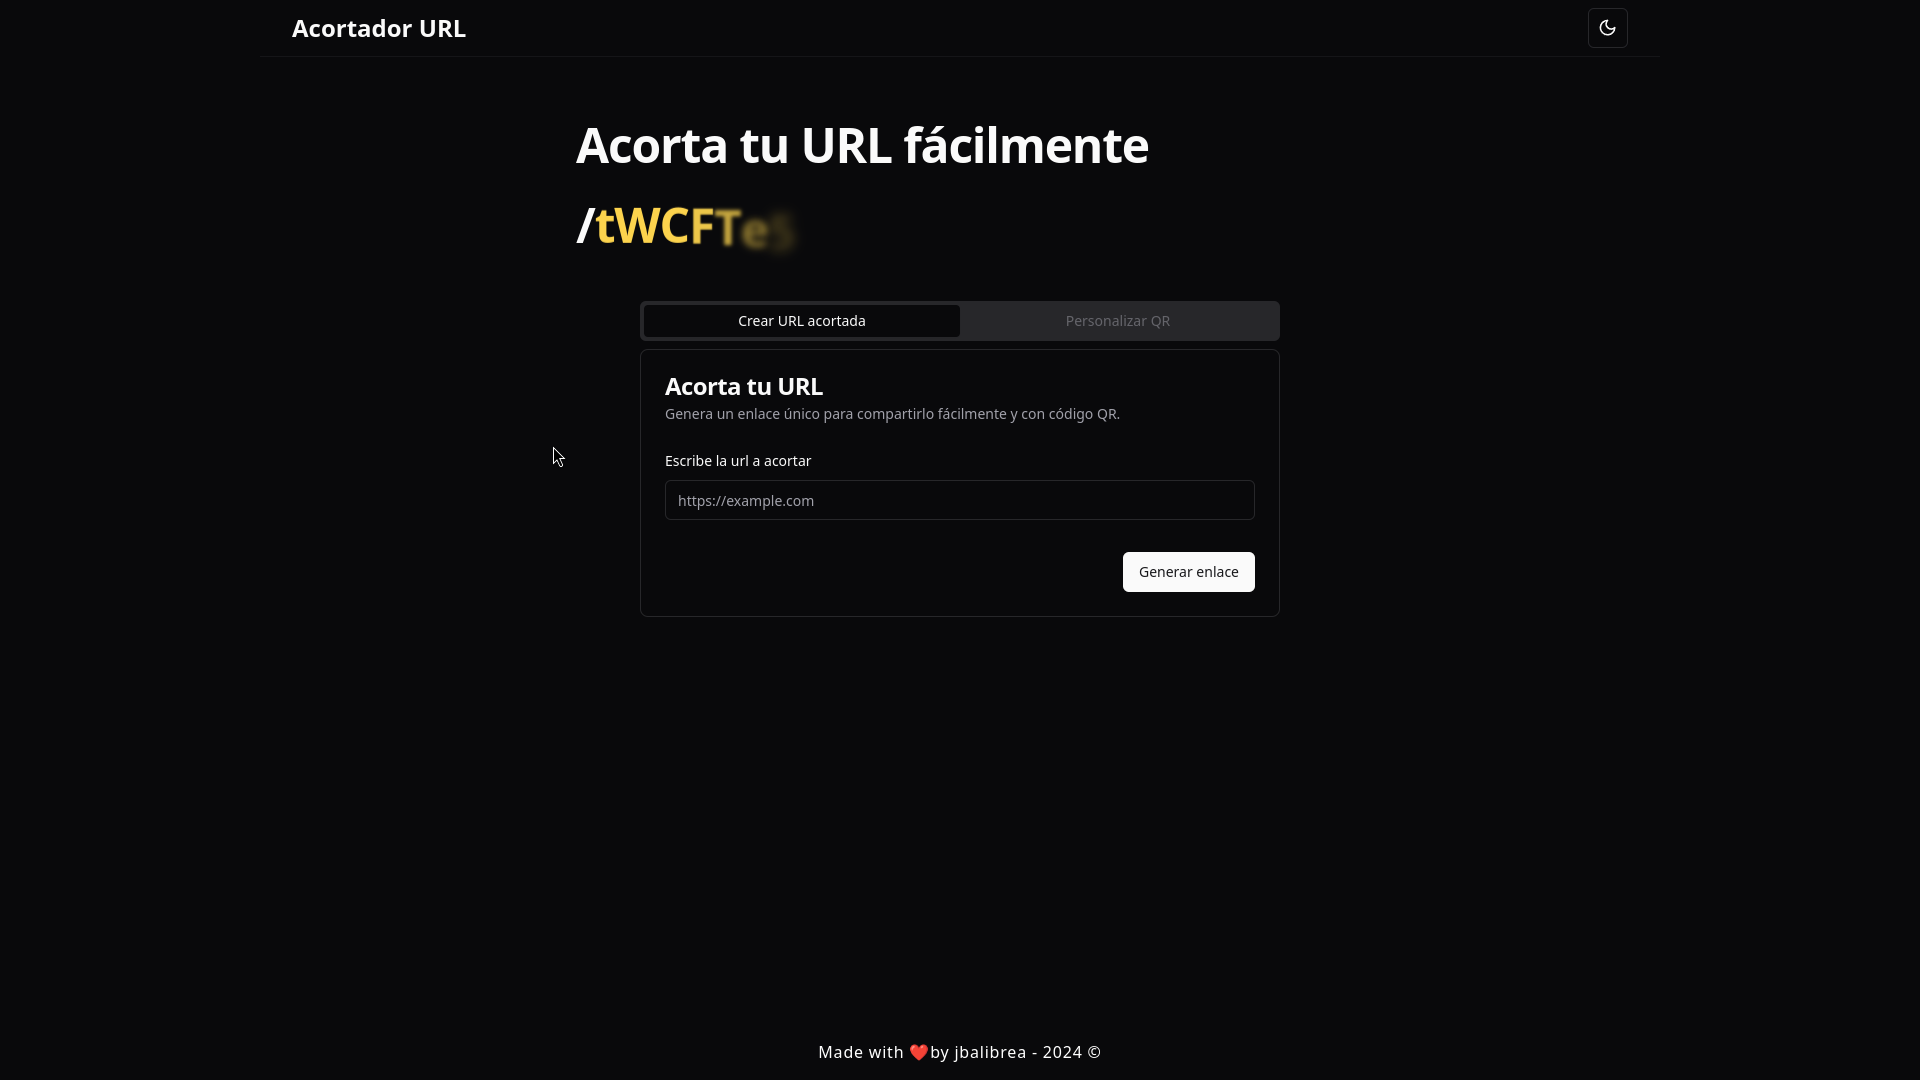 Acortador URL
Acorta tu URL fácilmente
/tWCFTe5
Crear URL acortada
Personalizar QR
Acorta tu URL
Genera un enlace único para compartirlo fácilmente y con código QR.
Escribe la url a acortar
https://example.com
Generar enlace
Made with ❤️by jbalibrea - 2024 ©